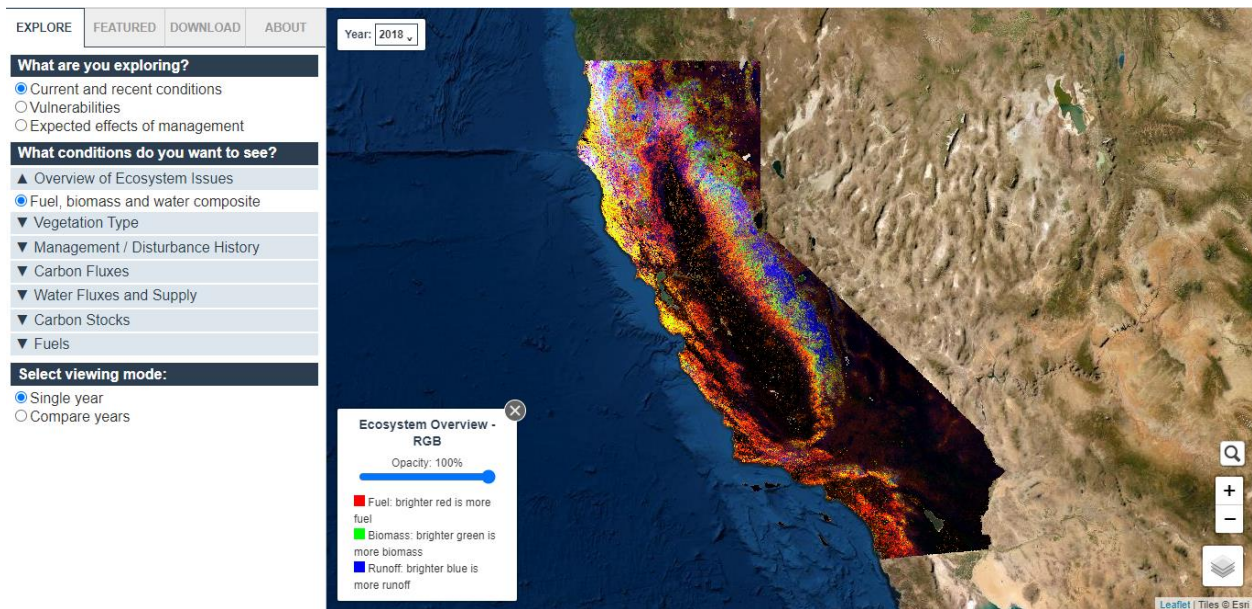 EXPLORE FEATURED DOWNLOAD ABOUT
What are you exploring?
Current and recent conditions
Vulnerabilities
Expected effects of management
What conditions do you want to see?
▲ Overview of Ecosystem Issues
Fuel, biomass and water composite
▼ Vegetation Type
▼ Management / Disturbance History
▼ Carbon Fluxes
▼ Water Fluxes and Supply
▼ Carbon Stocks
▼ Fuels
Select viewing mode:
Single year
Compare years
Year: 2018
Ecosystem Overview -
RGB
Opacity: 100%
Fuel: brighter red is more
fuel
Biomass: brighter green is
more biomass
Runoff: brighter blue is
more runoff
+
−
Leaflet | Tiles © Esri